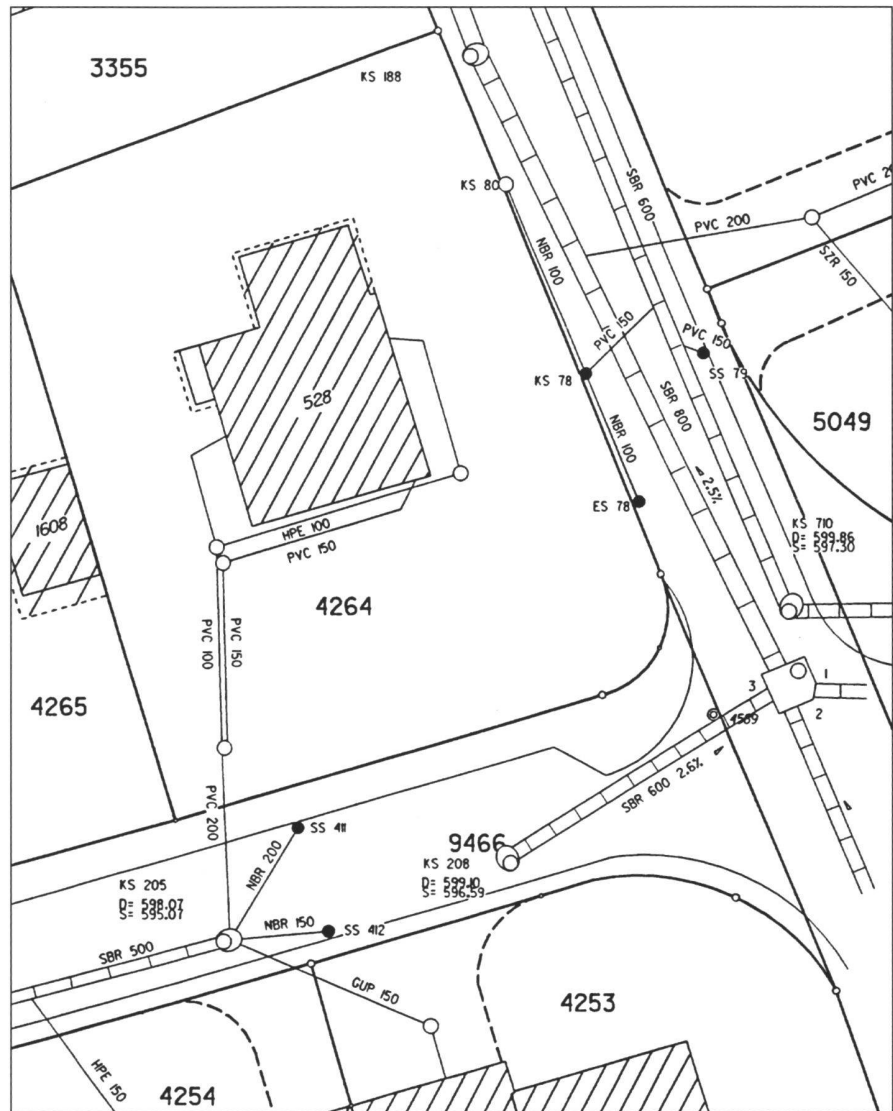 3355
KS 188
KS 80
PVC 200
SBR 600
NBR 100
SZR 150
PVC 150
PVC 150
SS 79
KS 78
SBR 800
5049
528
NBR 100
2.5%
ES 78
KS 710
D= 599.86
S= 597.30
1608
HPE 100
PVC 150
4264
PVC 100
PVC 150
4265
3
1
2
4589
SBR 600 2.6%
PVC 200
SS 411
9466
NBR 200
KS 208
D= 599.10
S= 596.59
KS 205
D= 598.07
S= 595.07
NBR 150
SS 412
SBR 500
GUP 150
4253
HPE 150
4254